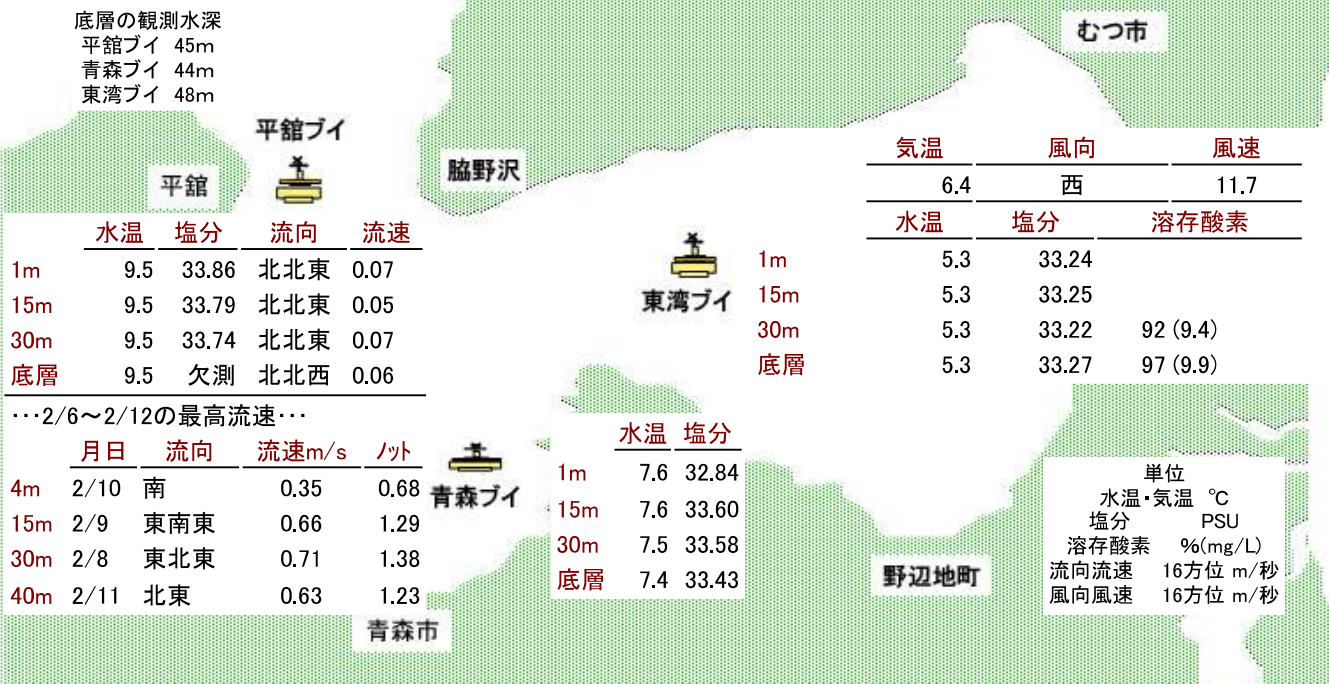 底層の観測水深
平舘ブイ 45m
青森ブイ 44m
東湾ブイ 48m
むつ市
平舘ブイ
平舘
脇野沢
気温 風向 風速
6.4 西 11.7
水温 塩分 溶存酸素
1m 5.3 33.24
15m 5.3 33.25
30m 5.3 33.22 92 (9.4)
底層 5.3 33.27 97 (9.9)
東湾ブイ
水温 塩分 流向 流速
1m 9.5 33.86 北北東 0.07
15m 9.5 33.79 北北東 0.05
30m 9.5 33.74 北北東 0.07
底層 9.5 欠測 北北西 0.06
･･･2/6～2/12の最高流速･･･
月日 流向 流速m/s ﾉｯﾄ
4m 2/10 南 0.35 0.68
15m 2/9 東南東 0.66 1.29
30m 2/8 東北東 0.71 1.38
40m 2/11 北東 0.63 1.23
青森ブイ
水温 塩分
1m 7.6 32.84
15m 7.6 33.60
30m 7.5 33.58
底層 7.4 33.43
青森市
野辺地町
単位
水温･気温 ℃
塩分 PSU
溶存酸素 %(mg/L)
流向流速 16方位 m/秒
風向風速 16方位 m/秒